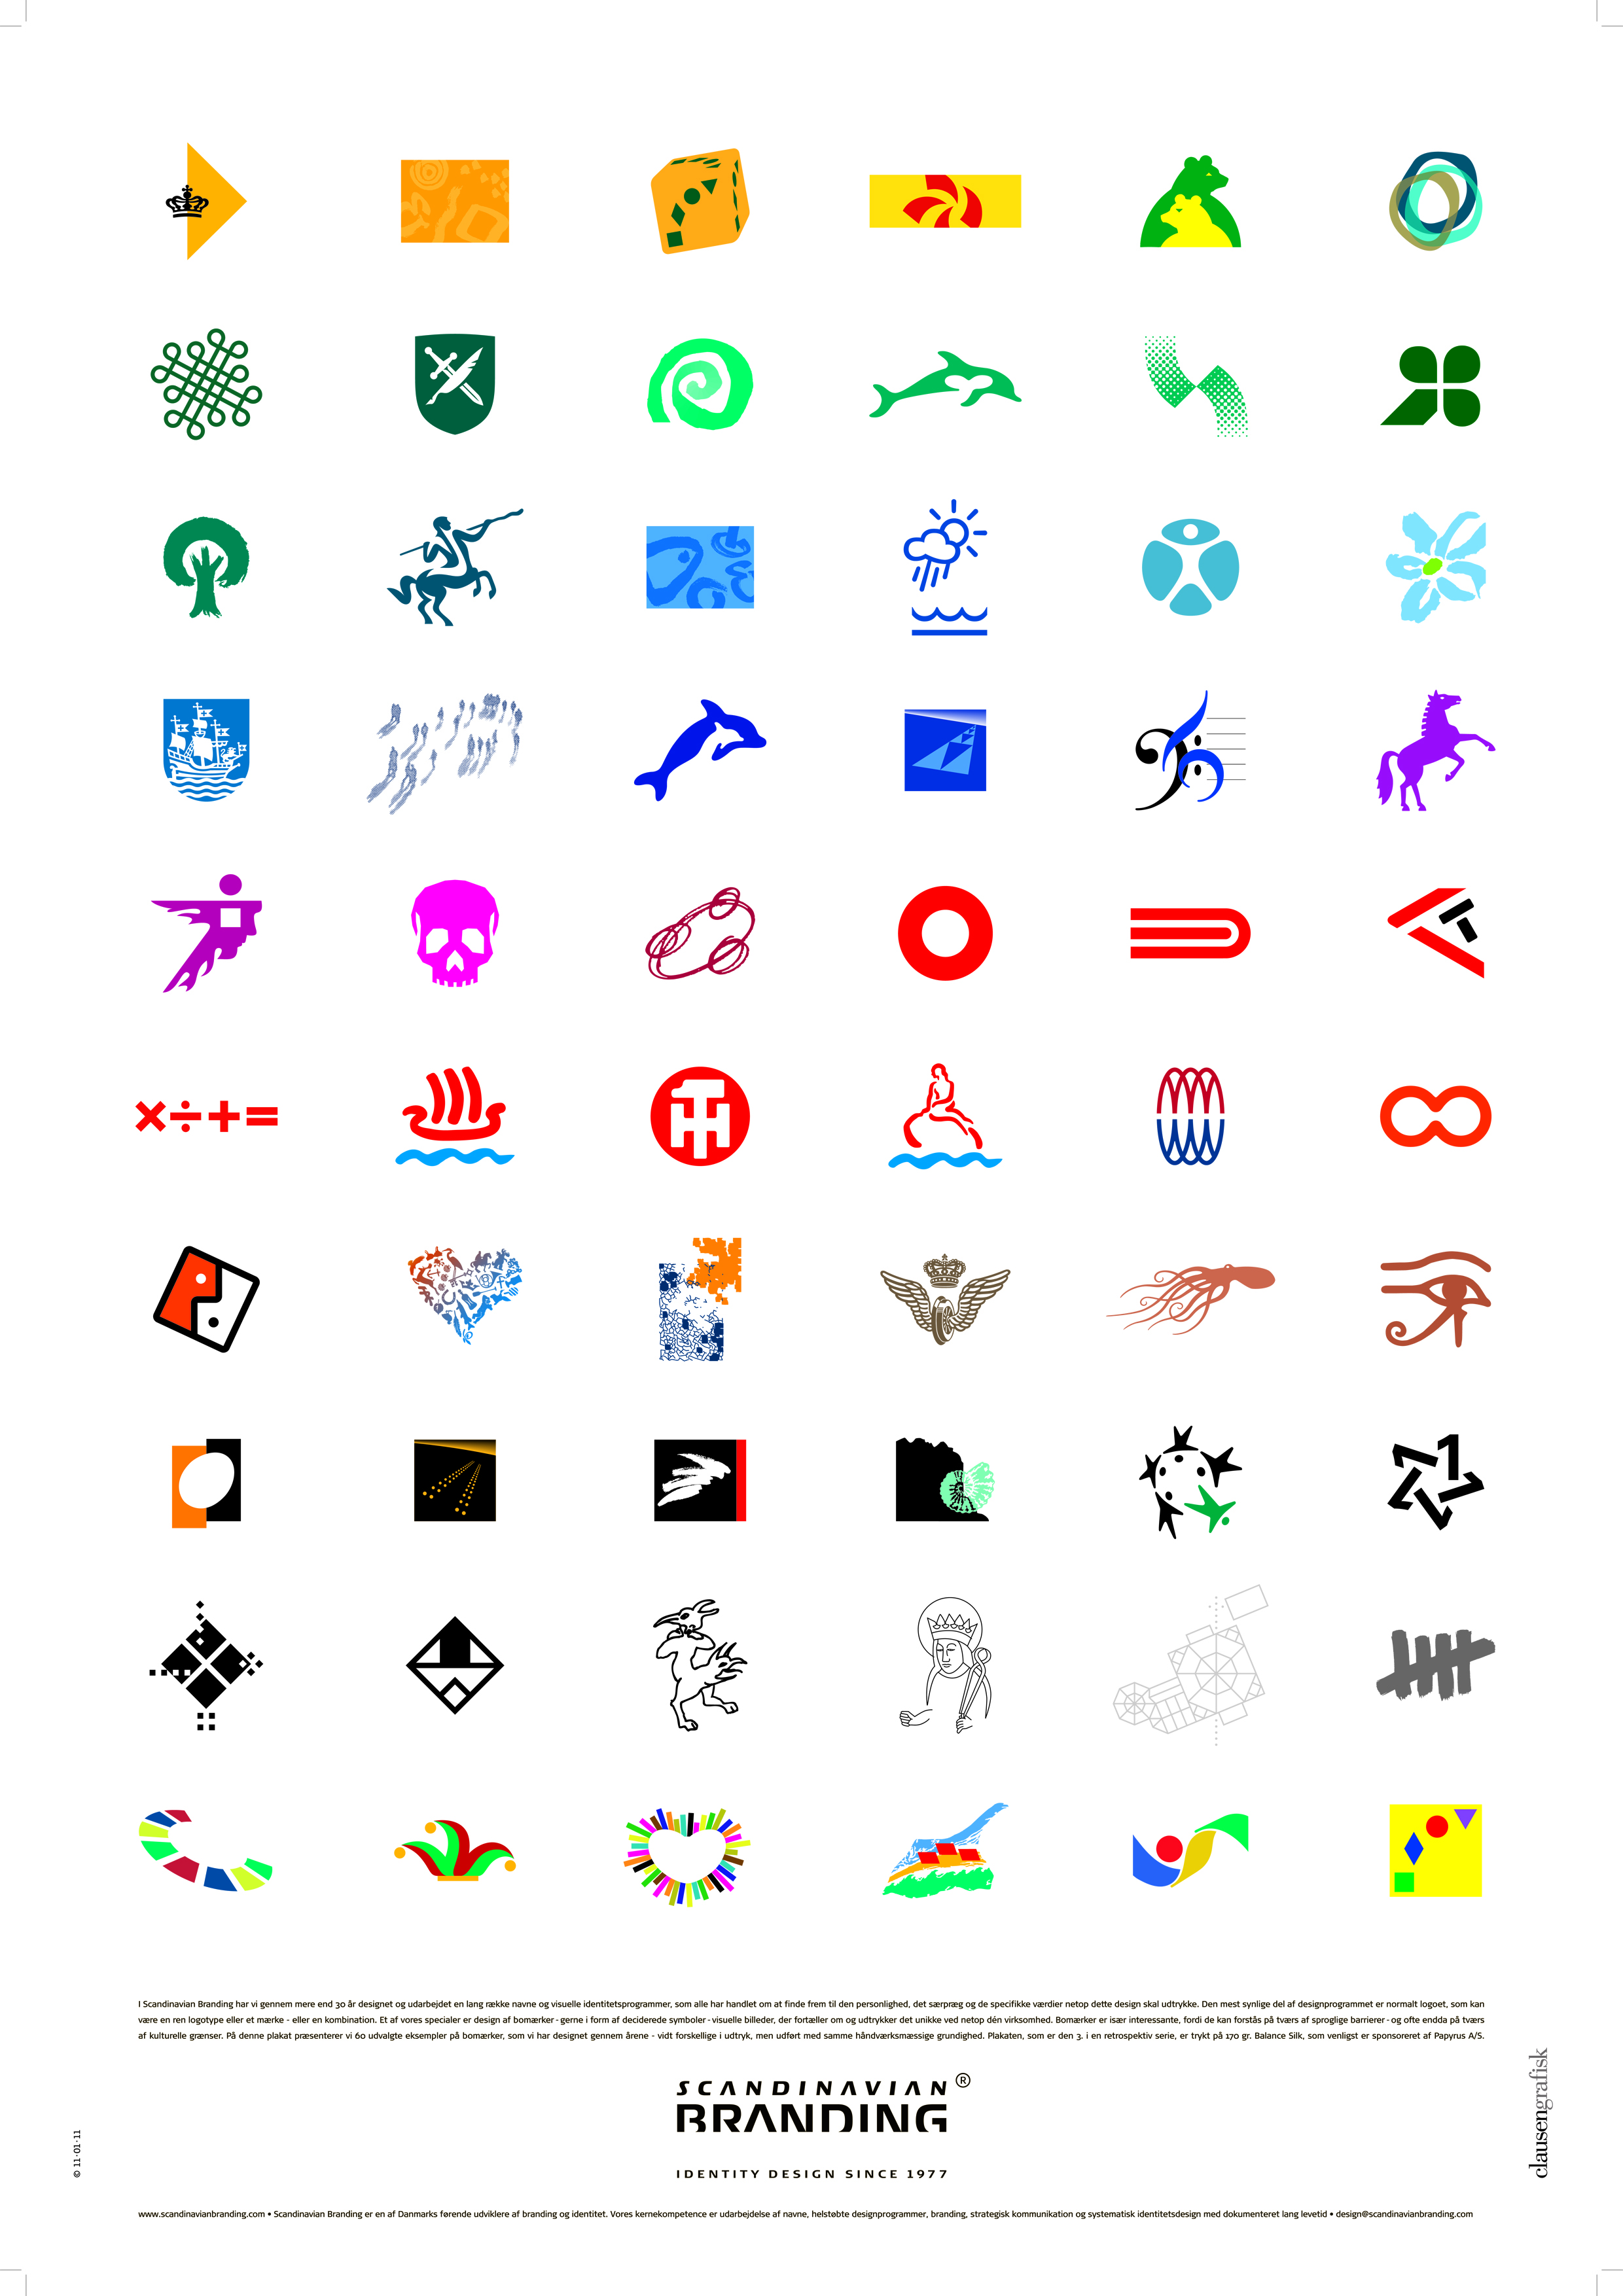 I Scandinavian Branding har vi gennem mere end 30 år designet og udarbejdet en lang række navne og visuelle identitetsprogrammer, som alle har handlet om at finde frem til den personlighed, det særpræg og de specifikke værdier netop dette design skal udtrykke. Den mest synlige del af designprogrammet er normalt logoet, som kan
være en ren logotype eller et mærke - eller en kombination. Et af vores specialer er design af bomærker - gerne i form af deciderede symboler - visuelle billeder, der fortæller om og udtrykker det unikke ved netop dén virksomhed. Bomærker er især interessante, fordi de kan forstås på tværs af sproglige barrierer - og ofte endda på tværs
af kulturelle grænser. På denne plakat præsenterer vi 60 udvalgte eksempler på bomærker, som vi har designet gennem årene - vidt forskellige i udtryk, men udført med samme håndværksmæssige grundighed. Plakaten, som er den 3. i en retrospektiv serie, er trykt på 170 gr. Balance Silk, som venligst er sponsoreret af Papyrus A/S.
SCANDINAVIAN ®
BRANDING
IDENTITY DESIGN SINCE 1977
© 11-01-11
clausengrafisk
www.scandinavianbranding.com • Scandinavian Branding er en af Danmarks førende udviklere af branding og identitet. Vores kernekompetence er udarbejdelse af navne, helstøbte designprogrammer, branding, strategisk kommunikation og systematisk identitetsdesign med dokumenteret lang levetid • design@scandinavianbranding.com